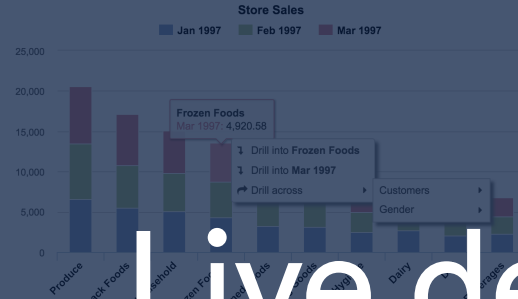 Store Sales
Jan 1997 Feb 1997 Mar 1997
25,000
20,000
15,000
10,000
5,000
0
Frozen Foods
Mar 1997: 4,920.58
Drill into Frozen Foods
Drill into Mar 1997
Drill across
Customers
Gender
Produce
Dairy
Live de